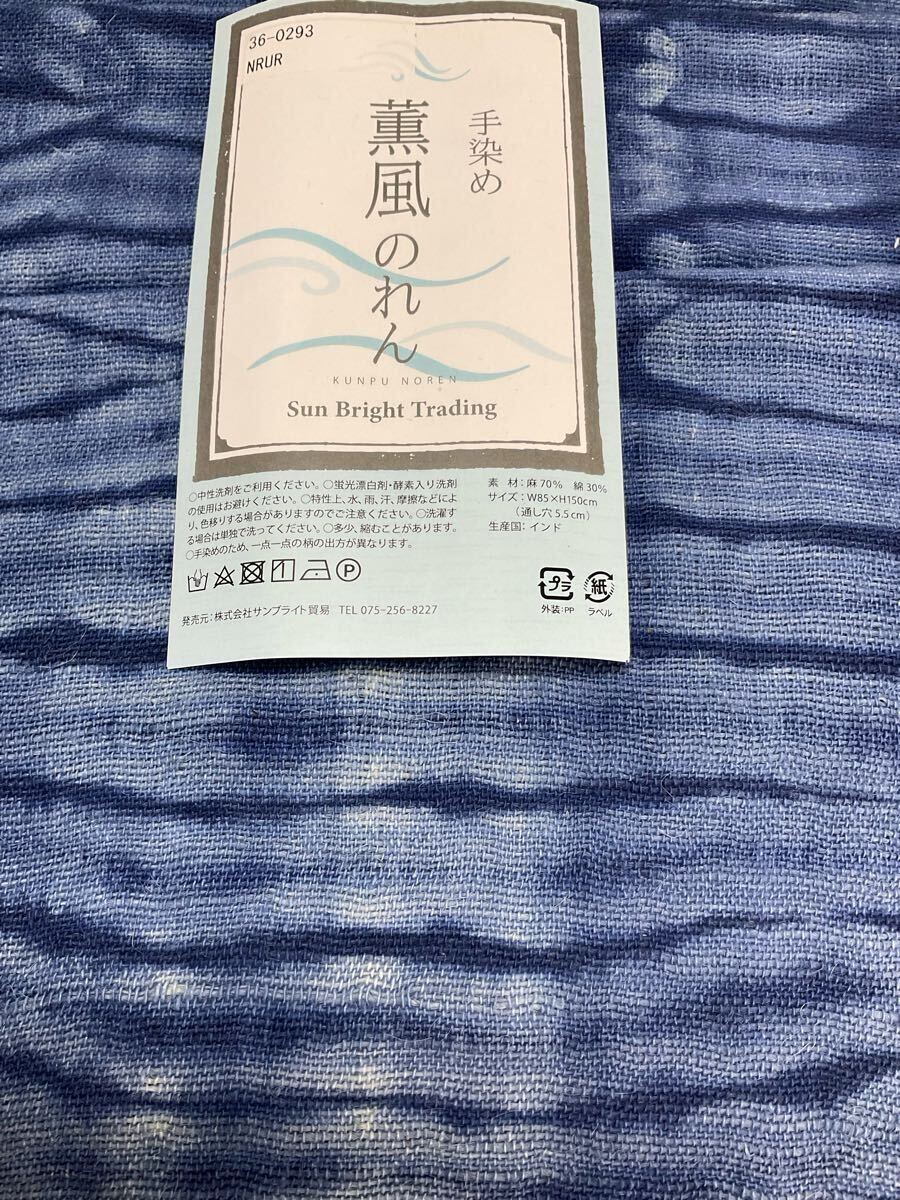 36-0293
NRUR
手染め
薫風のれん
KUNPU NOREN
Sun Bright Trading
○中性洗剤をご利用ください。○蛍光漂白剤・酵素入り洗剤
の使用はお避けください。○特性上、水、雨、汗、摩擦などによ
り、色移りする場合がありますのでご注意ください。○洗濯す
る場合は単独で洗ってください。○多少、縮むことがあります。
○手染めのため、一点一点の柄の出方が異なります。
素 材：麻70% 綿30%
サイズ：W85×H150cm
（通し穴 5.5cm）
生産国：インド
P
プラ
外装：PP
紙
ラベル
発売元：株式会社サンブライト貿易 TEL 075-256-8227